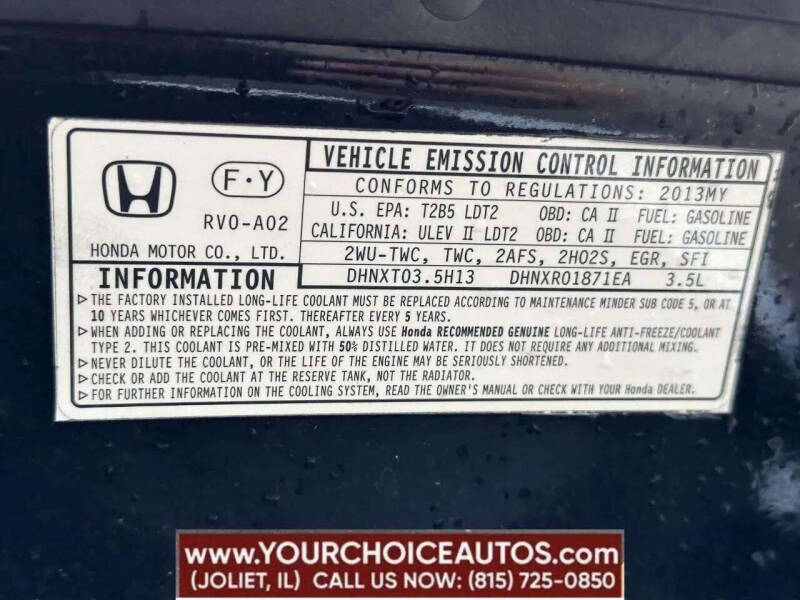 F·Y
RV0-A02
HONDA MOTOR CO., LTD.
VEHICLE EMISSION CONTROL INFORMATION
CONFORMS TO REGULATIONS: 2013MY
U.S. EPA: T2B5 LDT2 OBD: CA II FUEL: GASOLINE
CALIFORNIA: ULEV II LDT2 OBD: CA II FUEL: GASOLINE
2WU-TWC, TWC, 2AFS, 2HO2S, EGR, SFI
DHNXT03.5H13 DHNXR01871EA 3.5L
INFORMATION
▷THE FACTORY INSTALLED LONG-LIFE COOLANT MUST BE REPLACED ACCORDING TO MAINTENANCE MINDER SUB CODE 5, OR AT
10 YEARS WHICHEVER COMES FIRST. THEREAFTER EVERY 5 YEARS.
▷WHEN ADDING OR REPLACING THE COOLANT, ALWAYS USE Honda RECOMMENDED GENUINE LONG-LIFE ANTI-FREEZE/COOLANT
TYPE 2. THIS COOLANT IS PRE-MIXED WITH 50% DISTILLED WATER. IT DOES NOT REQUIRE ANY ADDITIONAL MIXING.
▷NEVER DILUTE THE COOLANT, OR THE LIFE OF THE ENGINE MAY BE SERIOUSLY SHORTENED.
▷CHECK OR ADD THE COOLANT AT THE RESERVE TANK, NOT THE RADIATOR.
▷FOR FURTHER INFORMATION ON THE COOLING SYSTEM, READ THE OWNER'S MANUAL OR CHECK WITH YOUR Honda DEALER.
www.YOURCHOICEAUTOS.com
(JOLIET, IL) CALL US NOW: (815) 725-0850